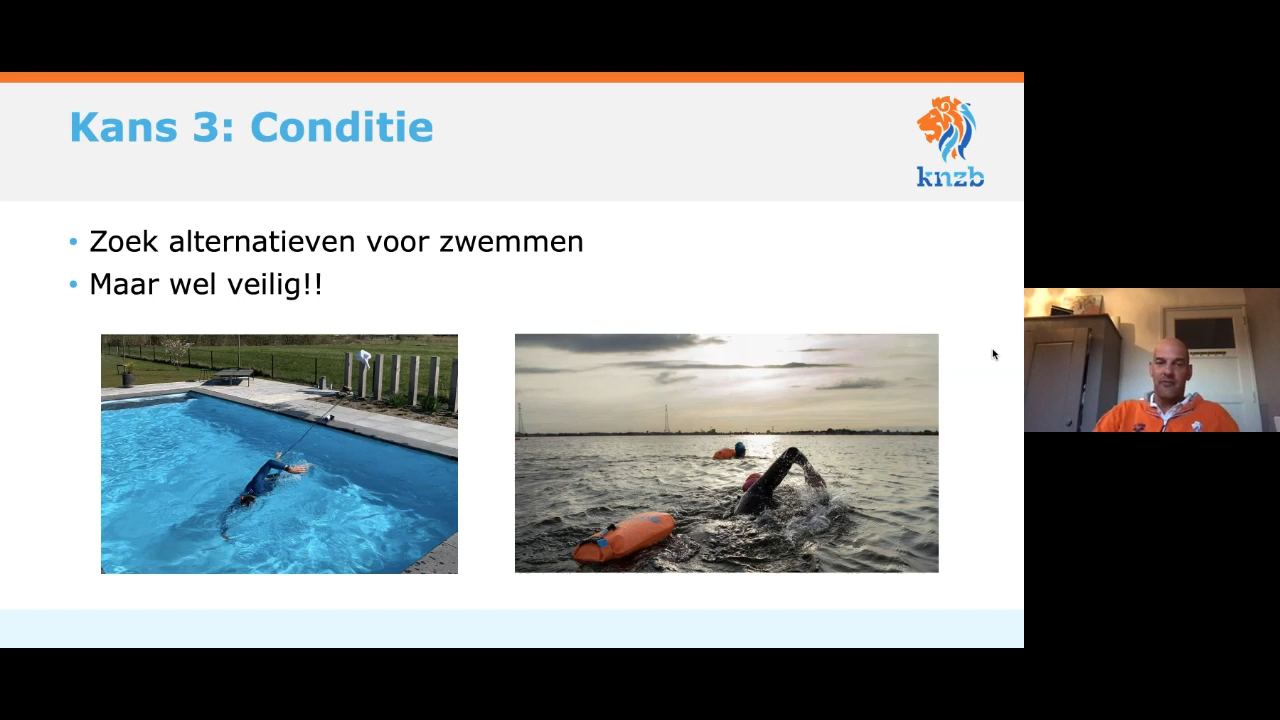 Kans 3: Conditie
knzb
• Zoek alternatieven voor zwemmen
• Maar wel veilig!!